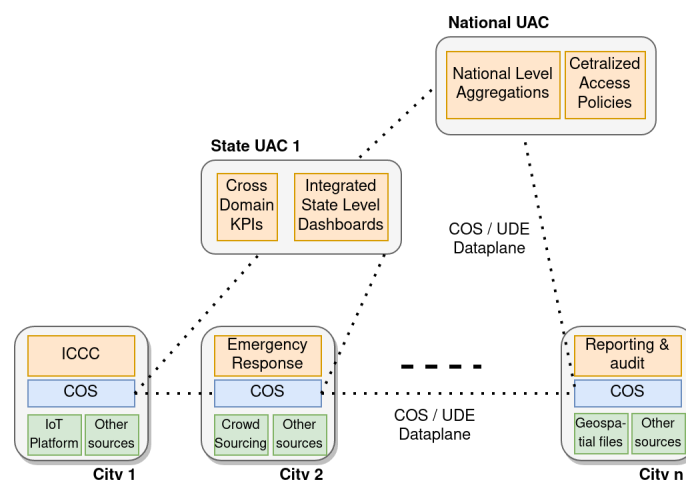 National UAC
National Level
Aggregations
Cetralized
Access
Policies
State UAC 1
Cross
Domain
KPIs
Integrated
State Level
Dashboards
COS / UDE
Dataplane
ICCC
COS
IoT
Platform
Other
sources
City 1
Emergency
Response
COS
Crowd
Sourcing
Other
sources
City 2
COS / UDE
Dataplane
Reporting &
audit
COS
Geospa-
tial files
Other
sources
City n